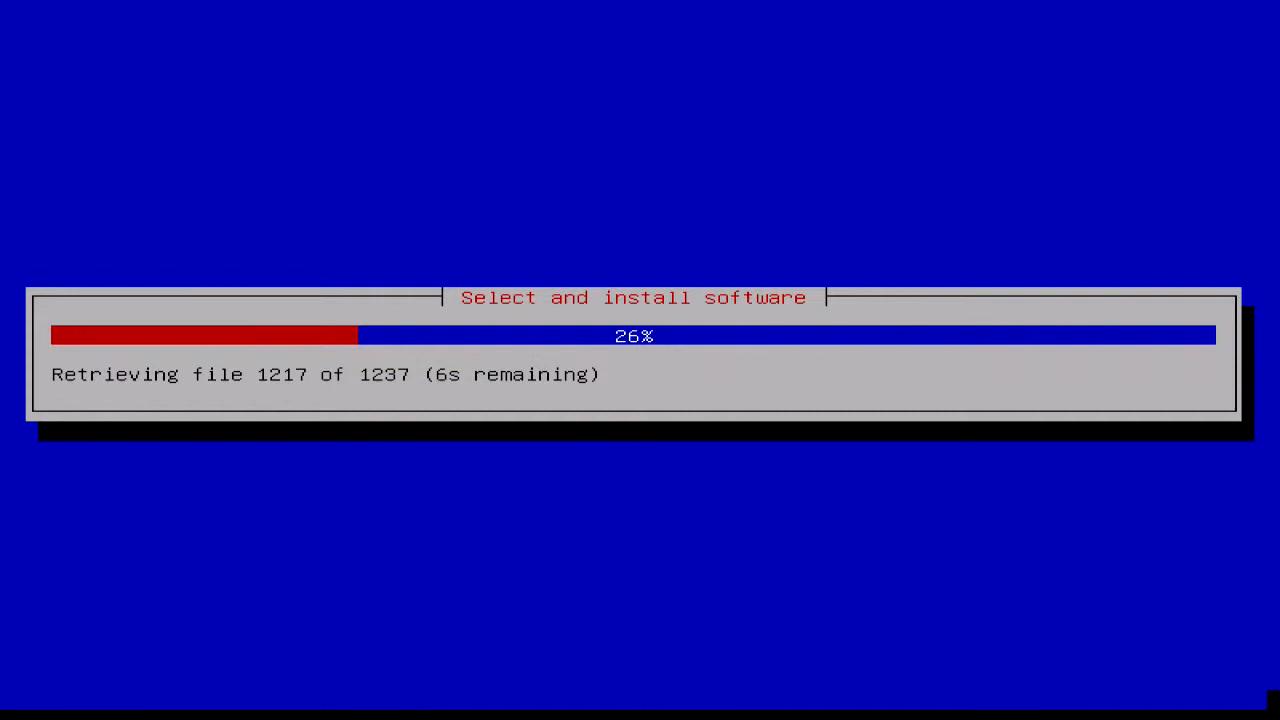 Select and install software
26%
Retrieving file 1217 of 1237 (6s remaining)